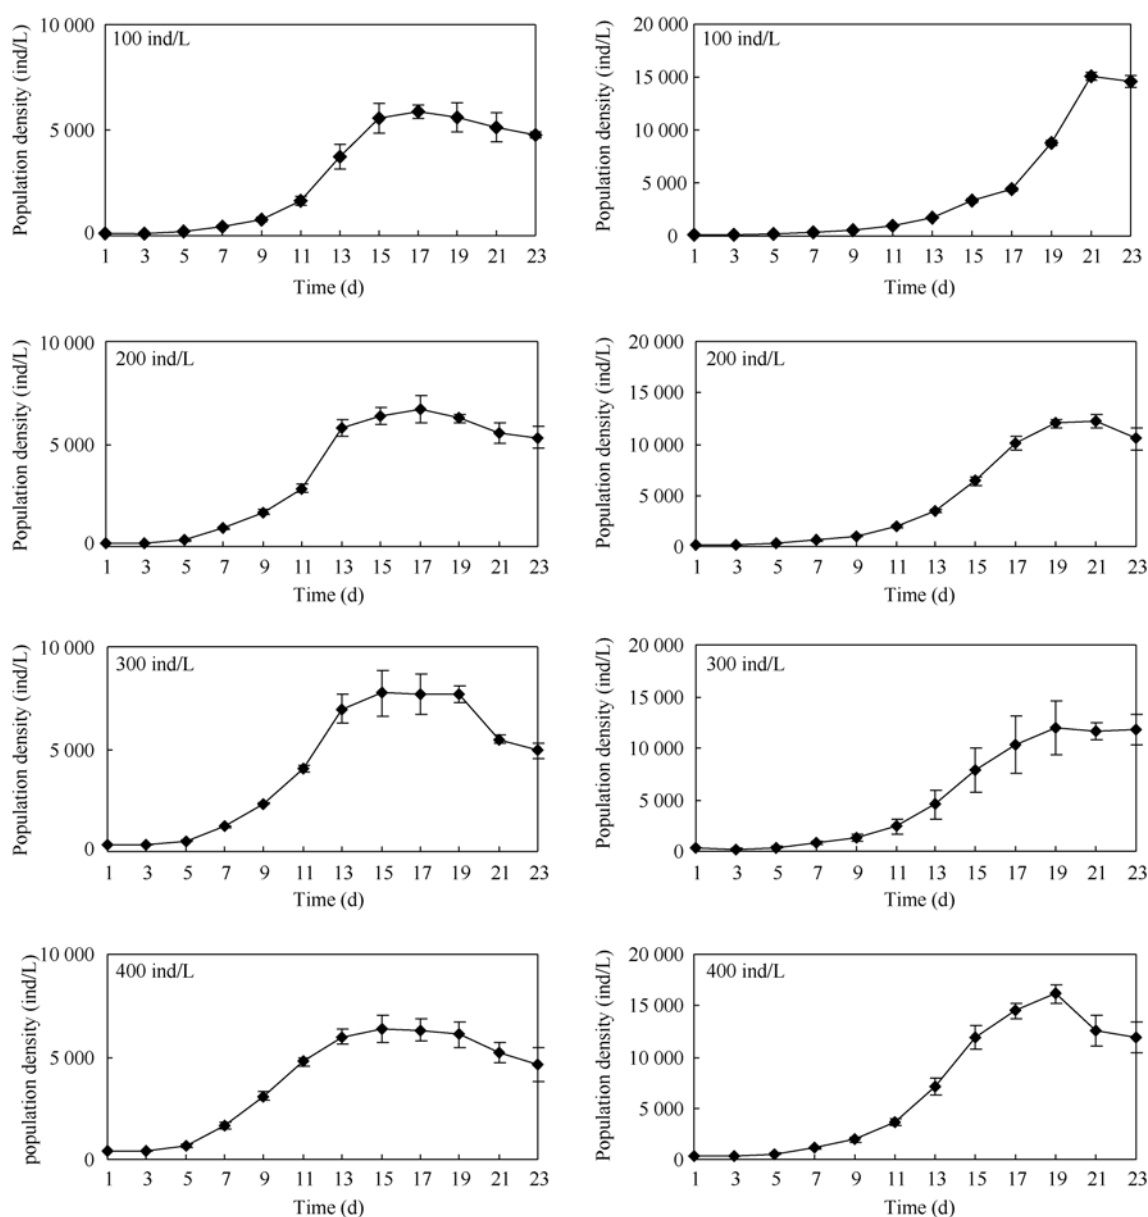 Population density (ind/L)
10 000
5 000
0
100 ind/L
1 3 5 7 9 11 13 15 17 19 21 23
Time (d)
Population density (ind/L)
20 000
15 000
10 000
5 000
0
100 ind/L
1 3 5 7 9 11 13 15 17 19 21 23
Time (d)
Population density (ind/L)
10 000
5 000
0
200 ind/L
1 3 5 7 9 11 13 15 17 19 21 23
Time (d)
Population density (ind/L)
20 000
15 000
10 000
5 000
0
200 ind/L
1 3 5 7 9 11 13 15 17 19 21 23
Time (d)
Population density (ind/L)
10 000
5 000
0
300 ind/L
1 3 5 7 9 11 13 15 17 19 21 23
Time (d)
Population density (ind/L)
20 000
15 000
10 000
5 000
0
300 ind/L
1 3 5 7 9 11 13 15 17 19 21 23
Time (d)
population density (ind/L)
10 000
5 000
0
400 ind/L
1 3 5 7 9 11 13 15 17 19 21 23
Time (d)
Population density (ind/L)
20 000
15 000
10 000
5 000
0
400 ind/L
1 3 5 7 9 11 13 15 17 19 21 23
Time (d)